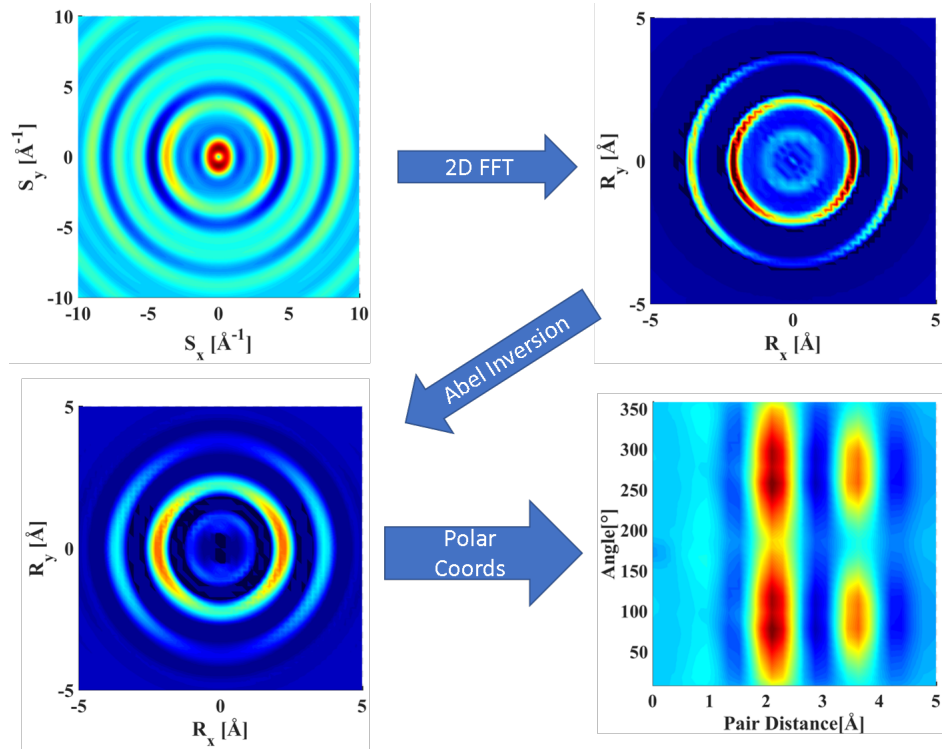 10
5
0
-5
-10
S_y [Å^-1]
-10
-5
0
5
10
S_x [Å^-1]
2D FFT
5
0
-5
R_y [Å]
-5
0
5
R_x [Å]
Abel Inversion
5
0
-5
R_y [Å]
-5
0
5
R_x [Å]
Polar
Coords
350
300
250
200
150
100
50
Angle[°]
0
1
2
3
4
5
Pair Distance[Å]